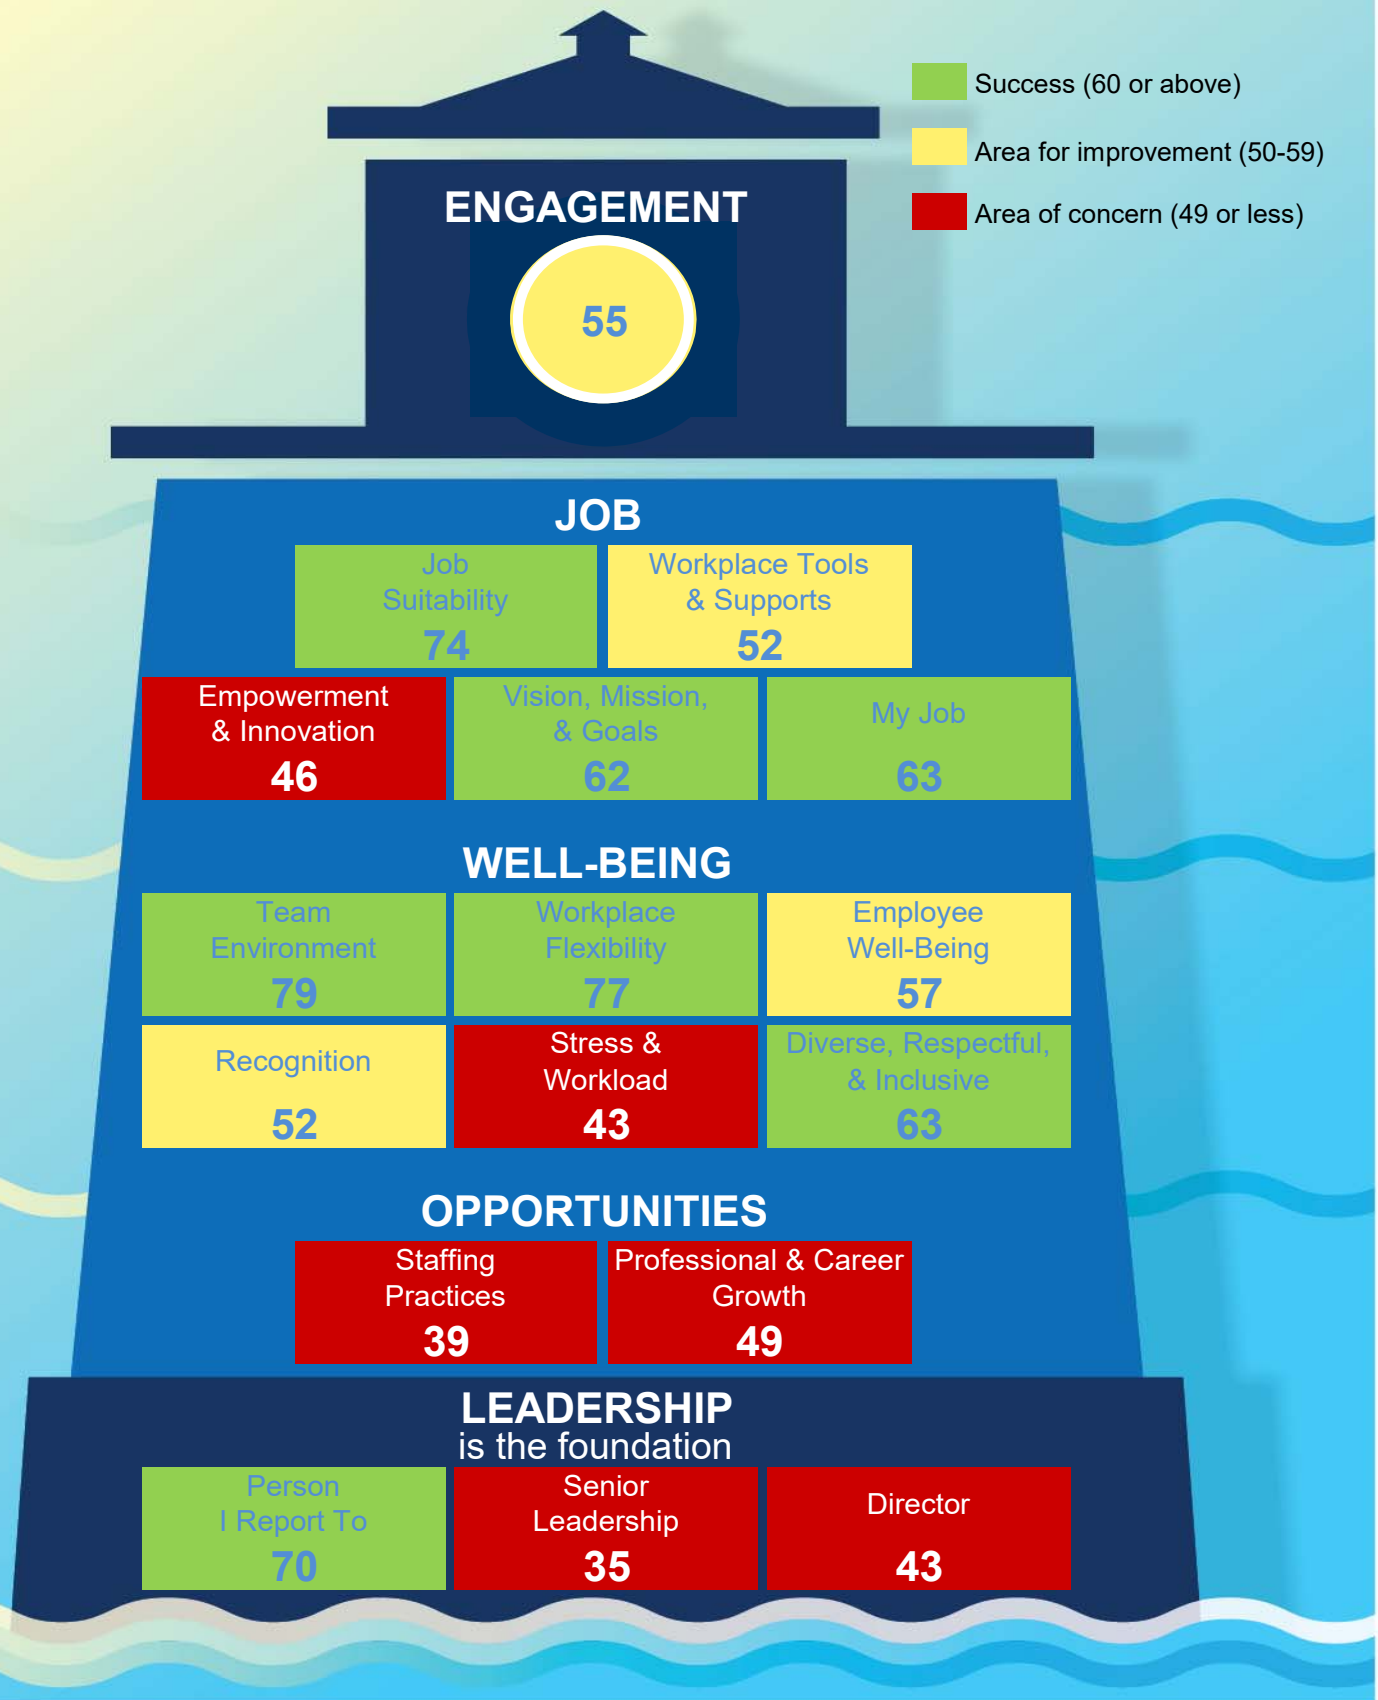 Success (60 or above)
Area for improvement (50-59)
Area of concern (49 or less)
ENGAGEMENT
55
JOB
Job
Suitability
74
Workplace Tools
& Supports
52
Empowerment
& Innovation
46
Vision, Mission,
& Goals
62
My Job
63
WELL-BEING
Team
Environment
79
Workplace
Flexibility
77
Employee
Well-Being
57
Recognition
52
Stress &
Workload
43
Diverse, Respectful,
& Inclusive
63
OPPORTUNITIES
Staffing
Practices
39
Professional & Career
Growth
49
LEADERSHIP
is the foundation
Person
I Report To
70
Senior
Leadership
35
Director
43